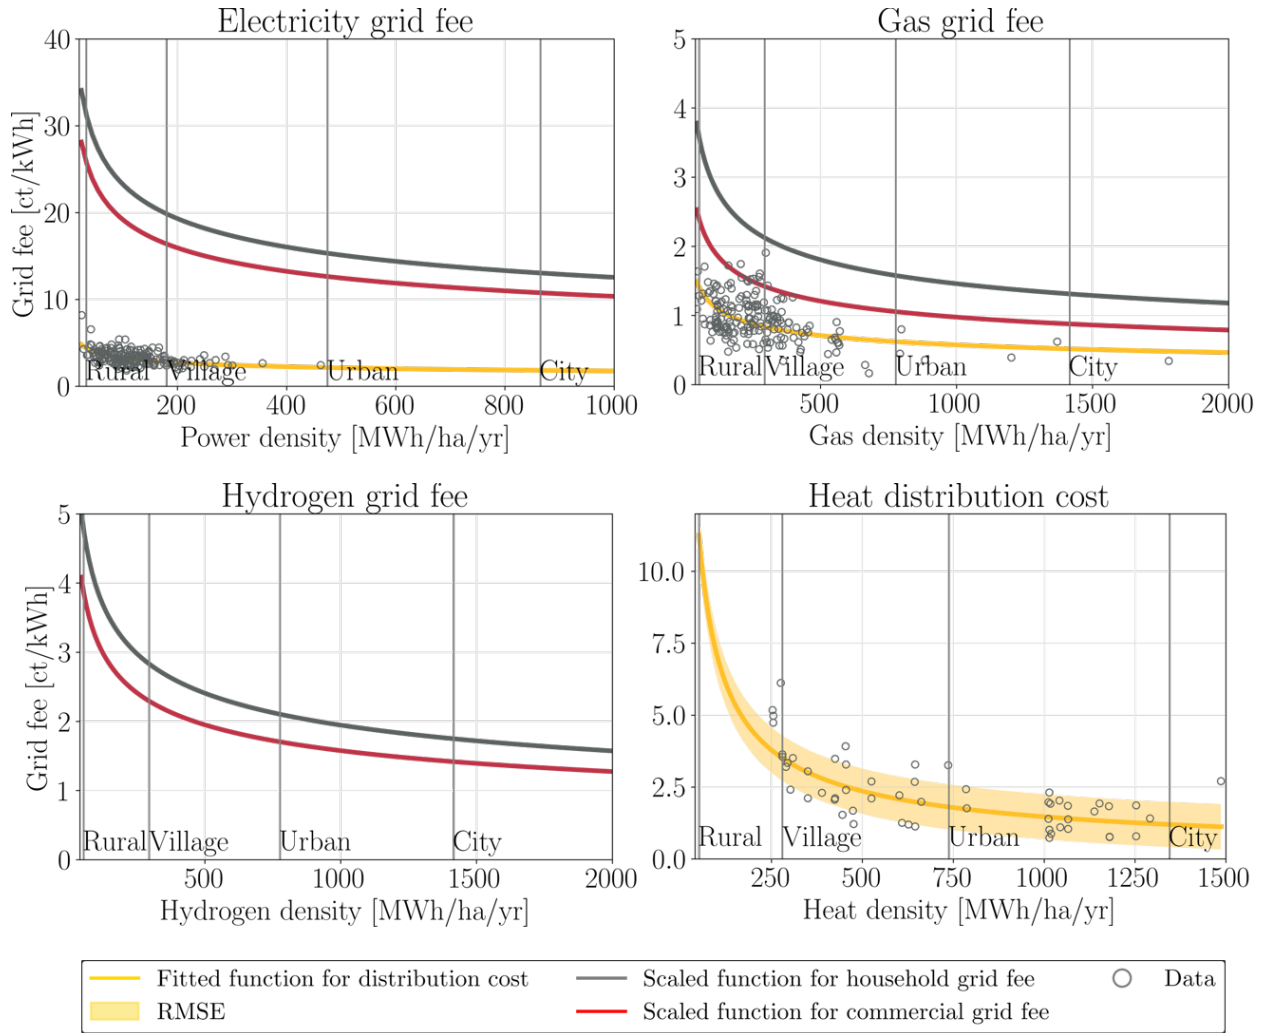 Electricity grid fee
Gas grid fee
40
30
20
10
0
Grid fee [ct/kWh]
Rural
Village
Urban
City
200
400
600
800
1000
Power density [MWh/ha/yr]
5
4
3
2
1
0
Rural
Village
Urban
City
500
1000
1500
2000
Gas density [MWh/ha/yr]
Hydrogen grid fee
Heat distribution cost
5
4
3
2
1
0
Grid fee [ct/kWh]
Rural
Village
Urban
City
500
1000
1500
2000
Hydrogen density [MWh/ha/yr]
10.0
7.5
5.0
2.5
0.0
Rural
Village
Urban
City
250
500
750
1000
1250
1500
Heat density [MWh/ha/yr]
Fitted function for distribution cost
RMSE
Scaled function for household grid fee
Scaled function for commercial grid fee
Data